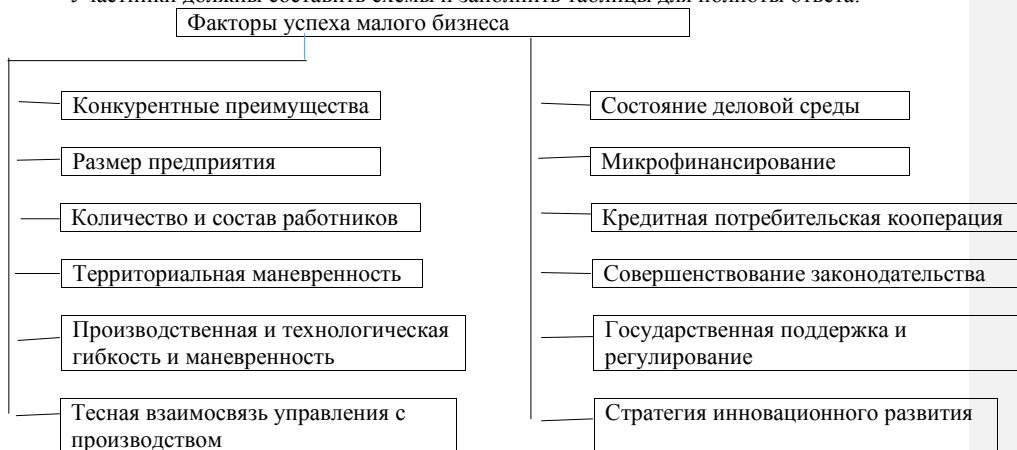 Участники должны составить схемы и заполнить таблицы для полноты ответа.
Факторы успеха малого бизнеса
Конкурентные преимущества
Размер предприятия
Количество и состав работников
Территориальная маневренность
Производственная и технологическая
гибкость и маневренность
Тесная взаимосвязь управления с
производством
Состояние деловой среды
Микрофинансирование
Кредитная потребительская кооперация
Совершенствование законодательства
Государственная поддержка и
регулирование
Стратегия инновационного развития